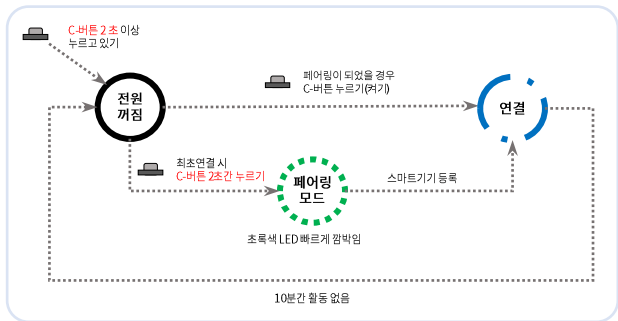 C-버튼 2 초 이상
누르고 있기
전원
꺼짐
페어링이 되었을 경우
C-버튼 누르기(켜기)
연결
최초연결 시
C-버튼 2초간 누르기
페어링
모드
스마트기기 등록
초록색 LED 빠르게 깜박임
10분간 활동 없음